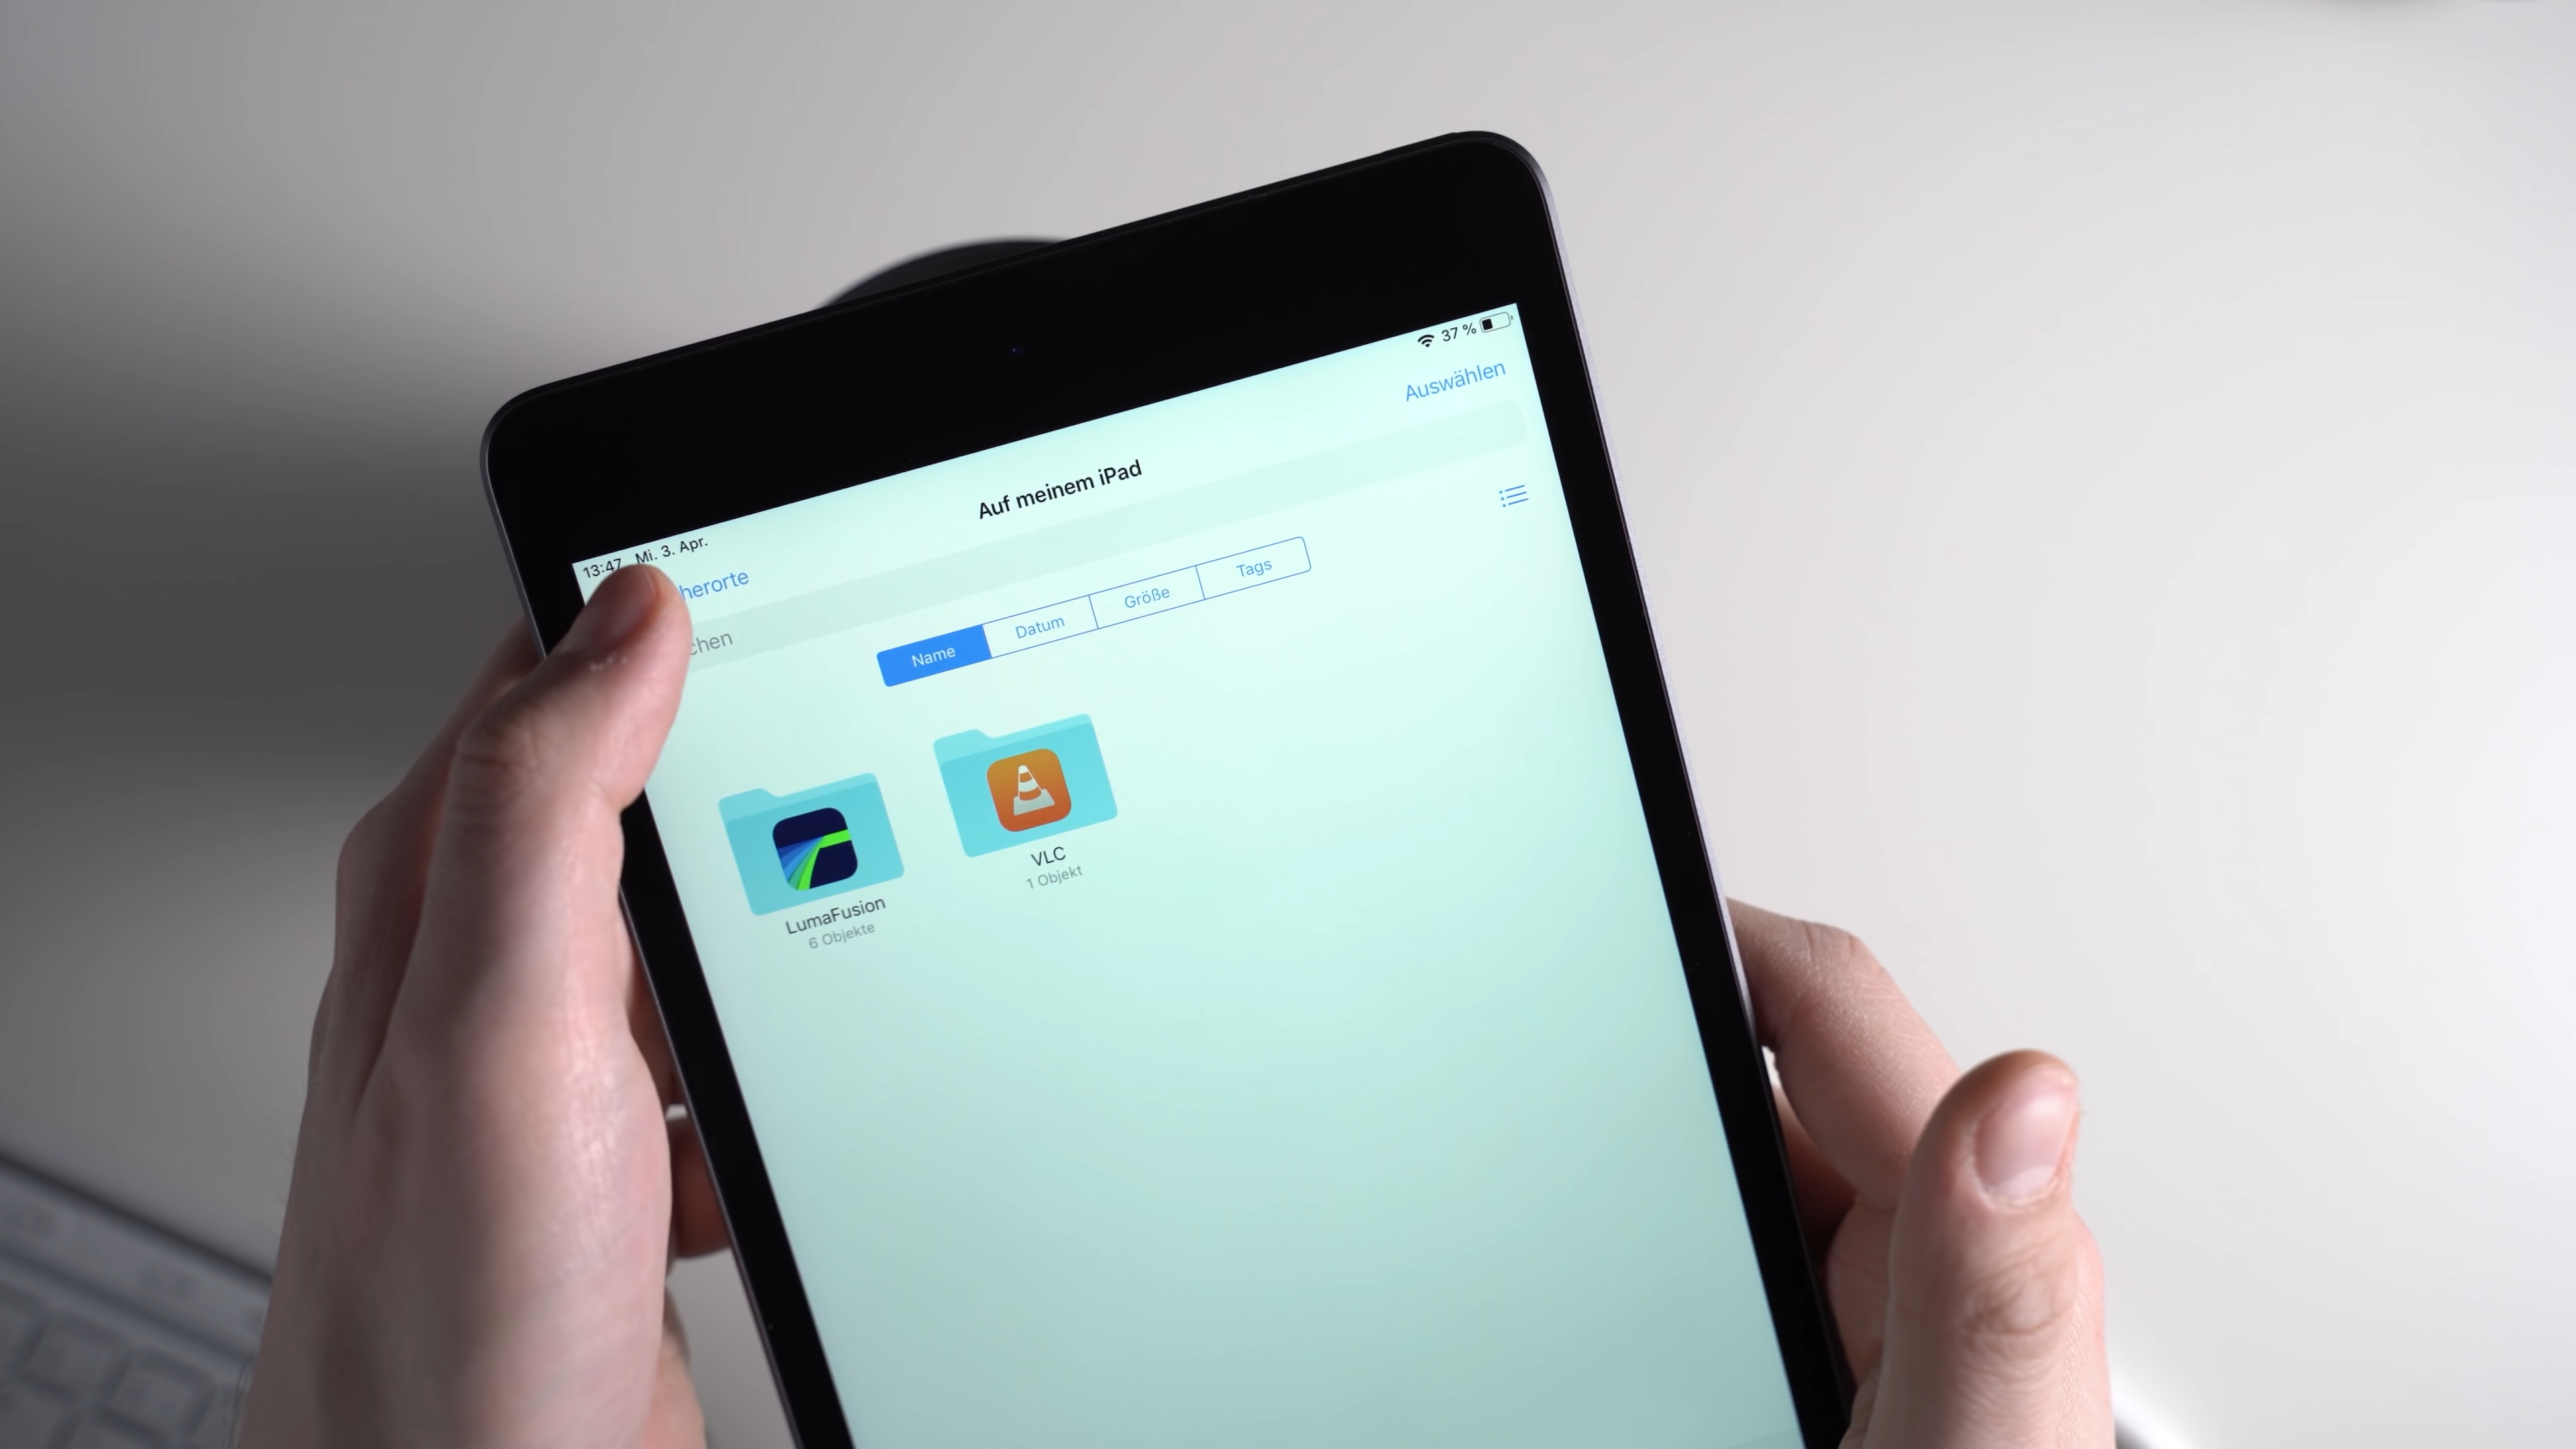 13:47 Mi. 3. Apr.
37 %
herorte
Auswählen
Auf meinem iPad
chen
Name Datum Größe Tags
LumaFusion
6 Objekte
VLC
1 Objekt